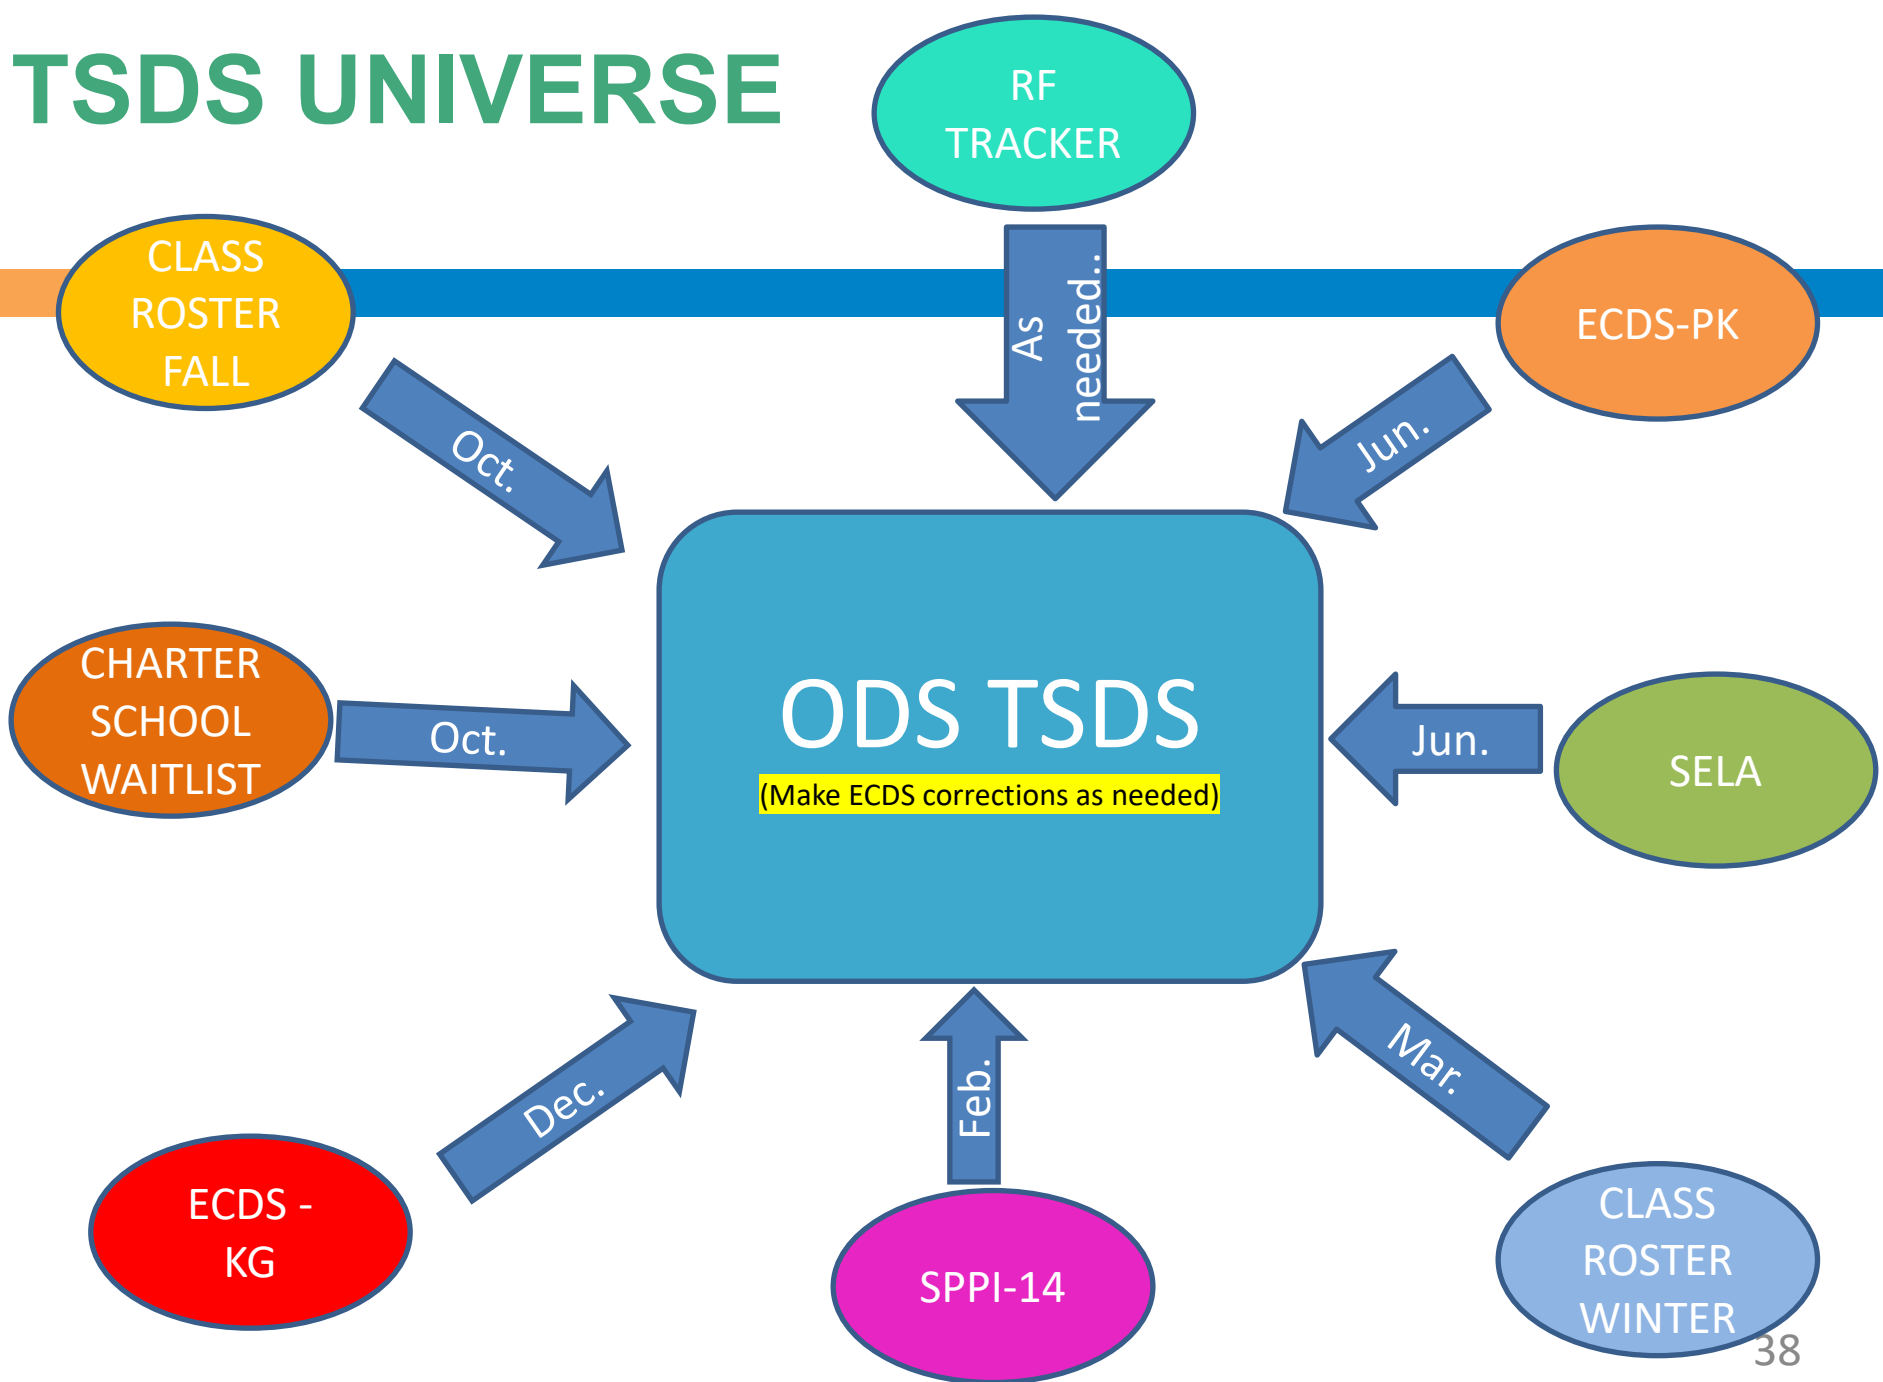 TSDS UNIVERSE
RF
TRACKER
CLASS
ROSTER
FALL
As
needed..
ECDS-PK
Oct.
Jun.
CHARTER
SCHOOL
WAITLIST
Oct.
ODS TSDS
(Make ECDS corrections as needed)
Jun.
SELA
Dec.
Feb.
Mar.
ECDS -
KG
SPPI-14
CLASS
ROSTER
WINTER
38